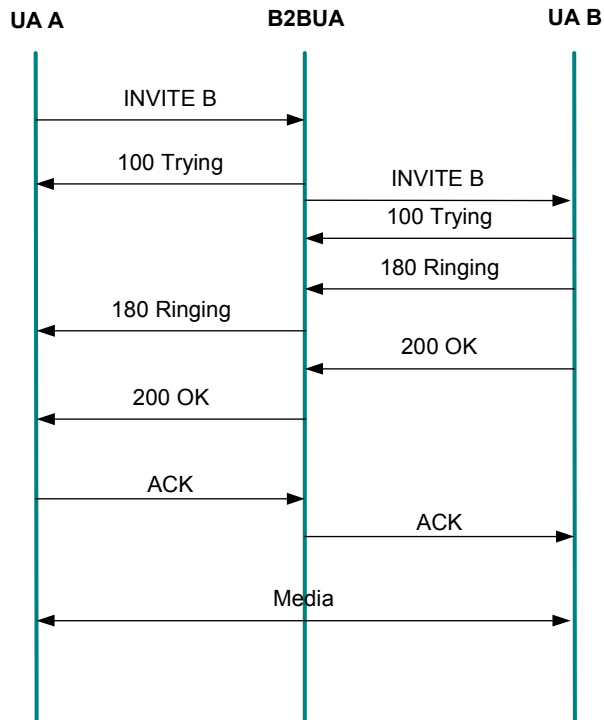 UA A
B2BUA
UA B
INVITE B
100 Trying
INVITE B
100 Trying
180 Ringing
180 Ringing
200 OK
200 OK
ACK
ACK
Media